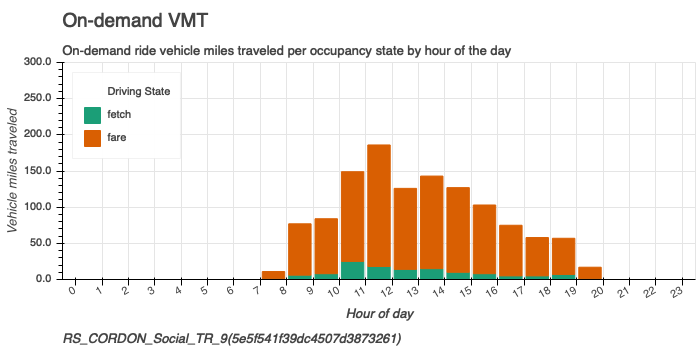 On-demand VMT
On-demand ride vehicle miles traveled per occupancy state by hour of the day
300.0
250.0
200.0
150.0
100.0
50.0
0.0
Vehicle miles traveled
Driving State
fetch
fare
0 1 2 3 4 5 6 7 8 9 10 11 12 13 14 15 16 17 18 19 20 21 22 23
Hour of day
RS_CORDON_Social_TR_9(5e5f541f39dc4507d3873261)